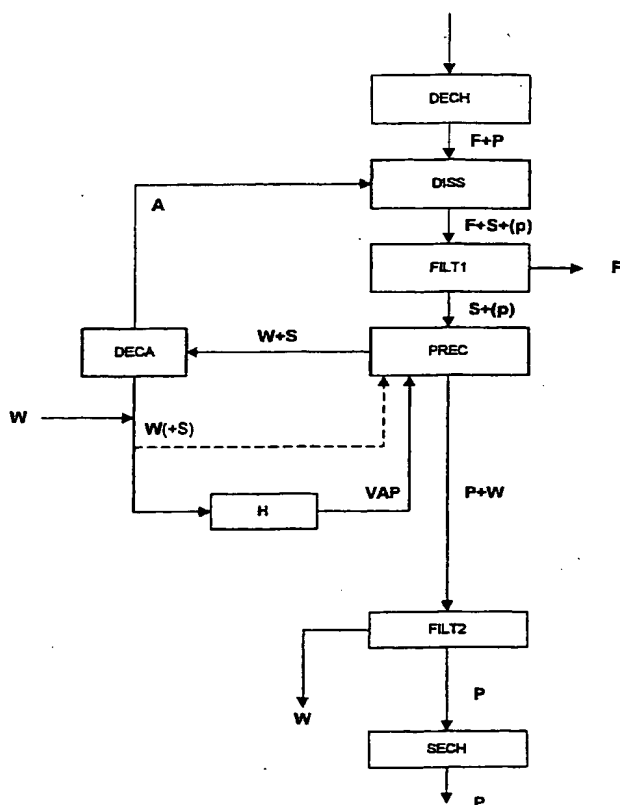 DECH
F+P
DISS
A
F+S+(p)
FILT1
F
S+(p)
W+S
DECA
PREC
W
W(+S)
VAP
P+W
H
FILT2
P
W
SECH
P